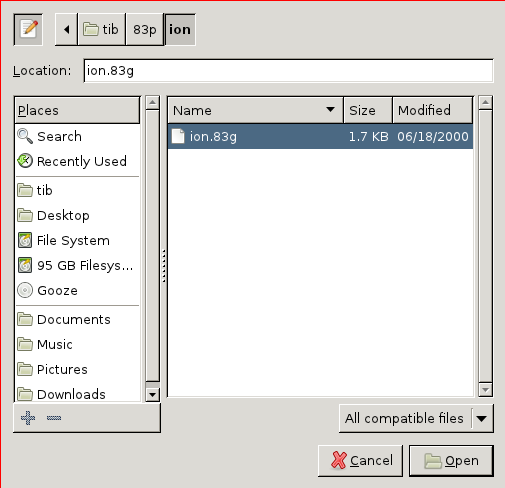 tib 83p ion
Location: ion.83g
Places
Search
Recently Used
tib
Desktop
File System
95 GB Filesys...
Gooze
Documents
Music
Pictures
Downloads
Name Size Modified
ion.83g 1.7 KB 06/18/2000
All compatible files
Cancel Open